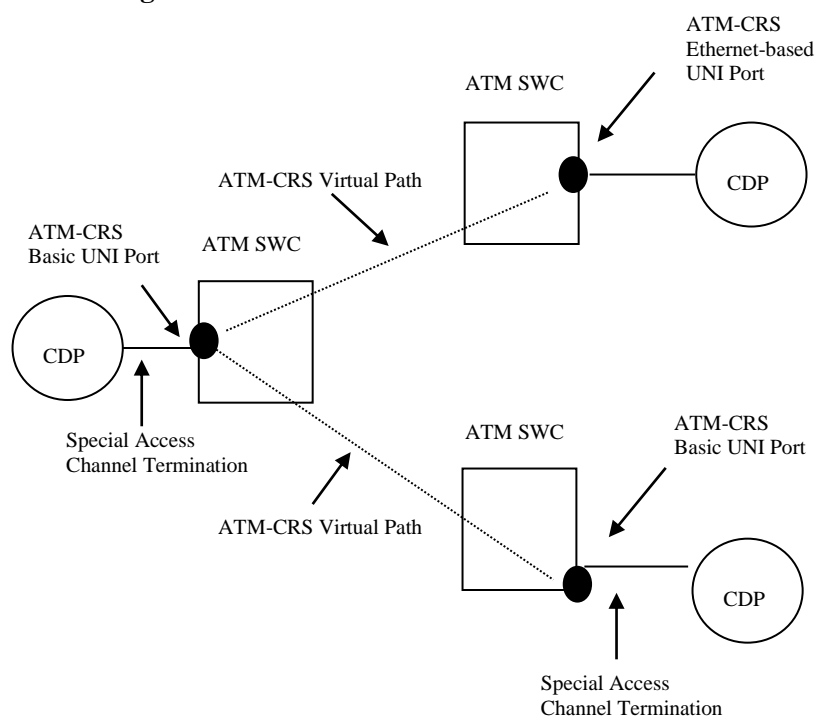 ATM-CRS
Ethernet-based
UNI Port
ATM SWC
CDP
ATM-CRS Virtual Path
ATM-CRS
Basic UNI Port
ATM SWC
CDP
Special Access
Channel Termination
ATM-CRS
Basic UNI Port
ATM SWC
ATM-CRS Virtual Path
CDP
Special Access
Channel Termination